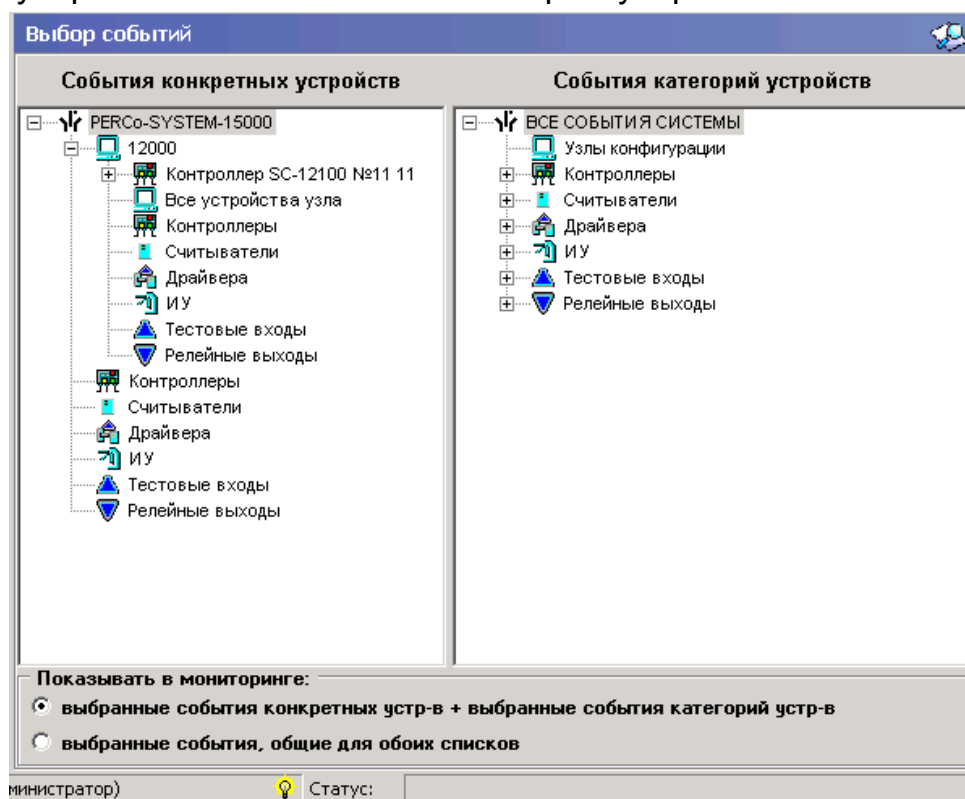 Выбор событий
События конкретных устройств
События категорий устройств
PERCo-SYSTEM-15000
12000
Контроллер SC-12100 №11 11
Все устройства узла
Контроллеры
Считыватели
Драйвера
ИУ
Тестовые входы
Релейные выходы
Контроллеры
Считыватели
Драйвера
ИУ
Тестовые входы
Релейные выходы
ВСЕ СОБЫТИЯ СИСТЕМЫ
Узлы конфигурации
Контроллеры
Считыватели
Драйвера
ИУ
Тестовые входы
Релейные выходы
Показывать в мониторинге:
выбранные события конкретных устр-в + выбранные события категорий устр-в
выбранные события, общие для обоих списков
министратор)
Статус: